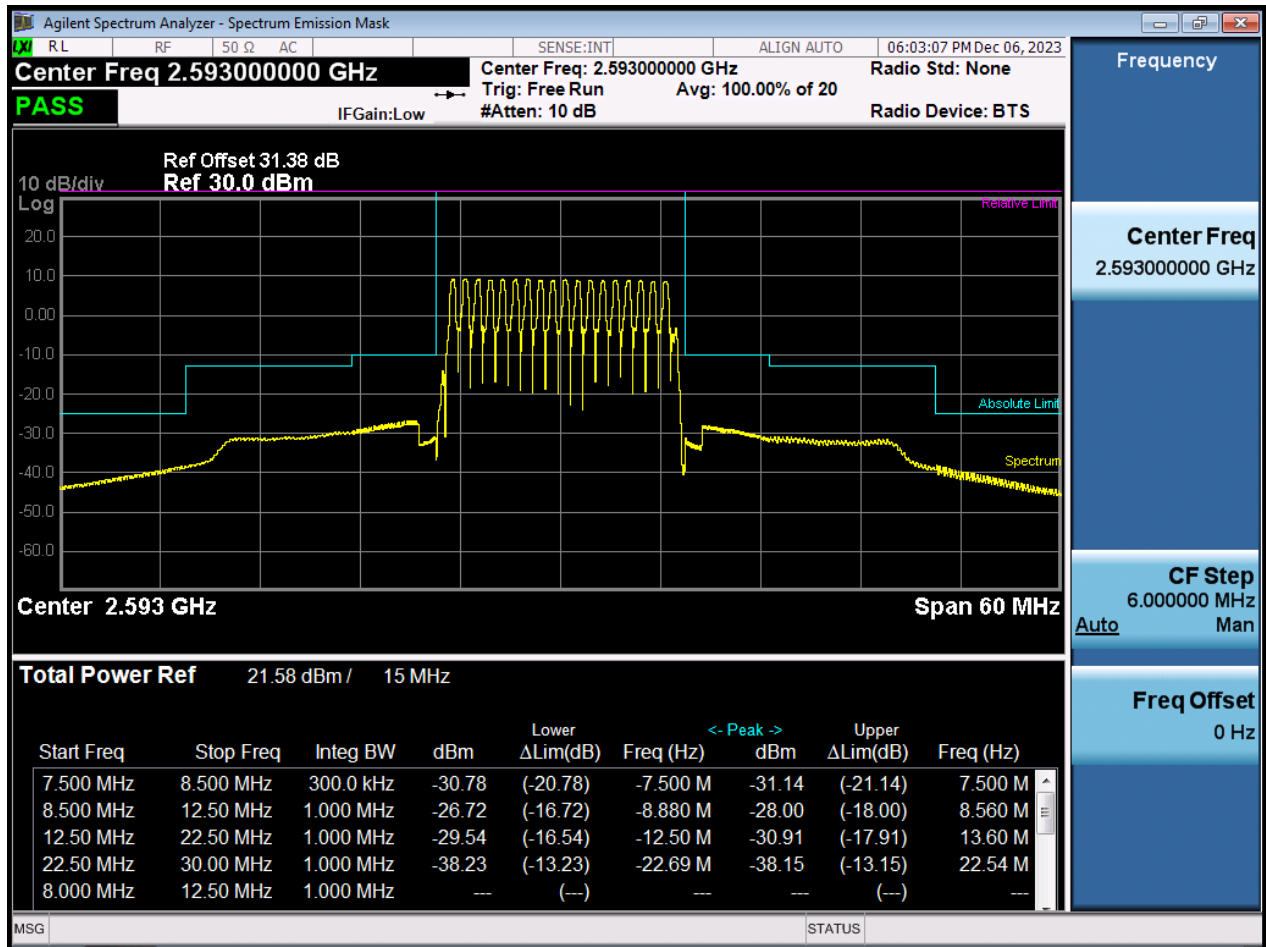 Agilent Spectrum Analyzer - Spectrum Emission Mask
LXI RL RF 50 Ω AC SENSE:INT ALIGN AUTO 06:03:07 PM Dec 06, 2023
Center Freq 2.593000000 GHz
Center Freq: 2.593000000 GHz
Radio Std: None
Trig: Free Run Avg: 100.00% of 20
PASS
IFGain:Low
#Atten: 10 dB
Radio Device: BTS
Ref Offset 31.38 dB
10 dB/div Ref 30.0 dBm
Log
Relative Limit
20.0
10.0
0.00
-10.0
-20.0
Absolute Limit
-30.0
Spectrum
-40.0
-50.0
-60.0
Center 2.593 GHz Span 60 MHz
Total Power Ref 21.58 dBm / 15 MHz
Lower <- Peak -> Upper
Start Freq Stop Freq Integ BW dBm ΔLim(dB) Freq (Hz) dBm ΔLim(dB) Freq (Hz)
7.500 MHz 8.500 MHz 300.0 kHz -30.78 (-20.78) -7.500 M -31.14 (-21.14) 7.500 M
8.500 MHz 12.50 MHz 1.000 MHz -26.72 (-16.72) -8.880 M -28.00 (-18.00) 8.560 M
12.50 MHz 22.50 MHz 1.000 MHz -29.54 (-16.54) -12.50 M -30.91 (-17.91) 13.60 M
22.50 MHz 30.00 MHz 1.000 MHz -38.23 (-13.23) -22.69 M -38.15 (-13.15) 22.54 M
8.000 MHz 12.50 MHz 1.000 MHz --- (---) --- --- (---) ---
MSG STATUS
Frequency
Center Freq
2.593000000 GHz
CF Step
6.000000 MHz
Auto Man
Freq Offset
0 Hz